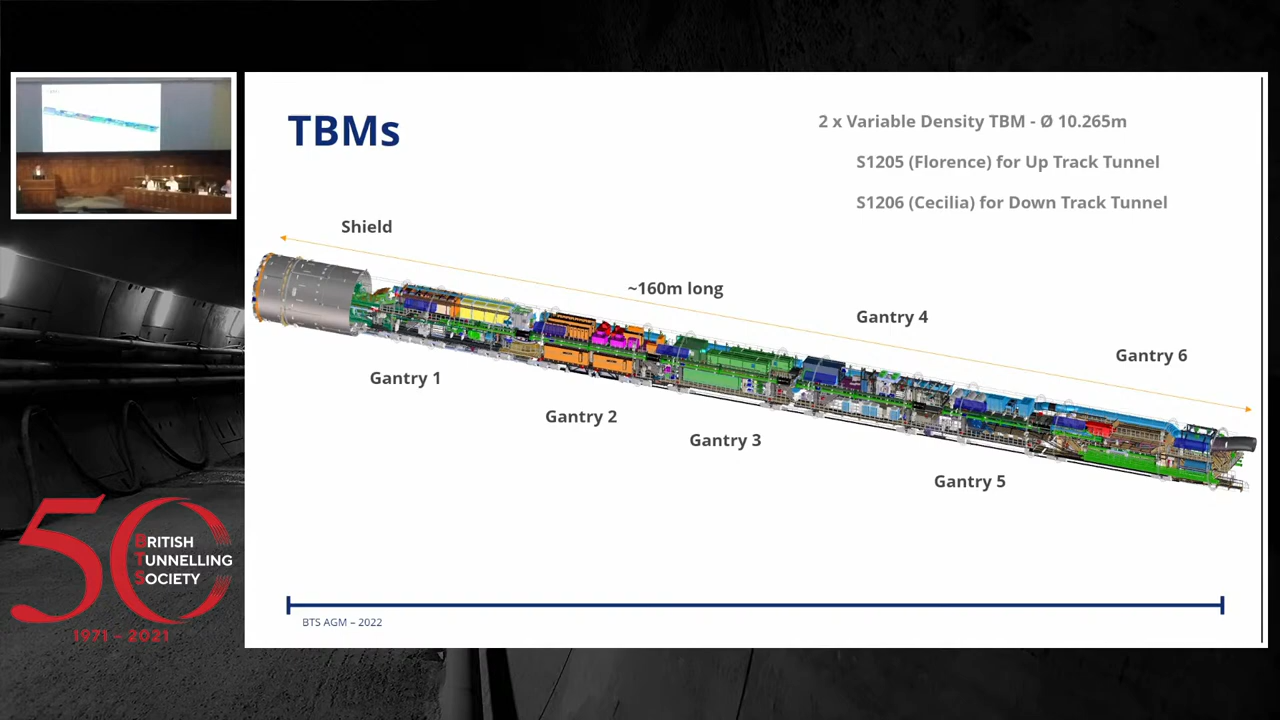 TBMs
2 x Variable Density TBM - Ø 10.265m
S1205 (Florence) for Up Track Tunnel
S1206 (Cecilia) for Down Track Tunnel
Shield
~160m long
Gantry 4
Gantry 6
Gantry 1
Gantry 2
Gantry 3
Gantry 5
BTS AGM – 2022
50
BRITISH
TUNNELLING
SOCIETY
1971 – 2021